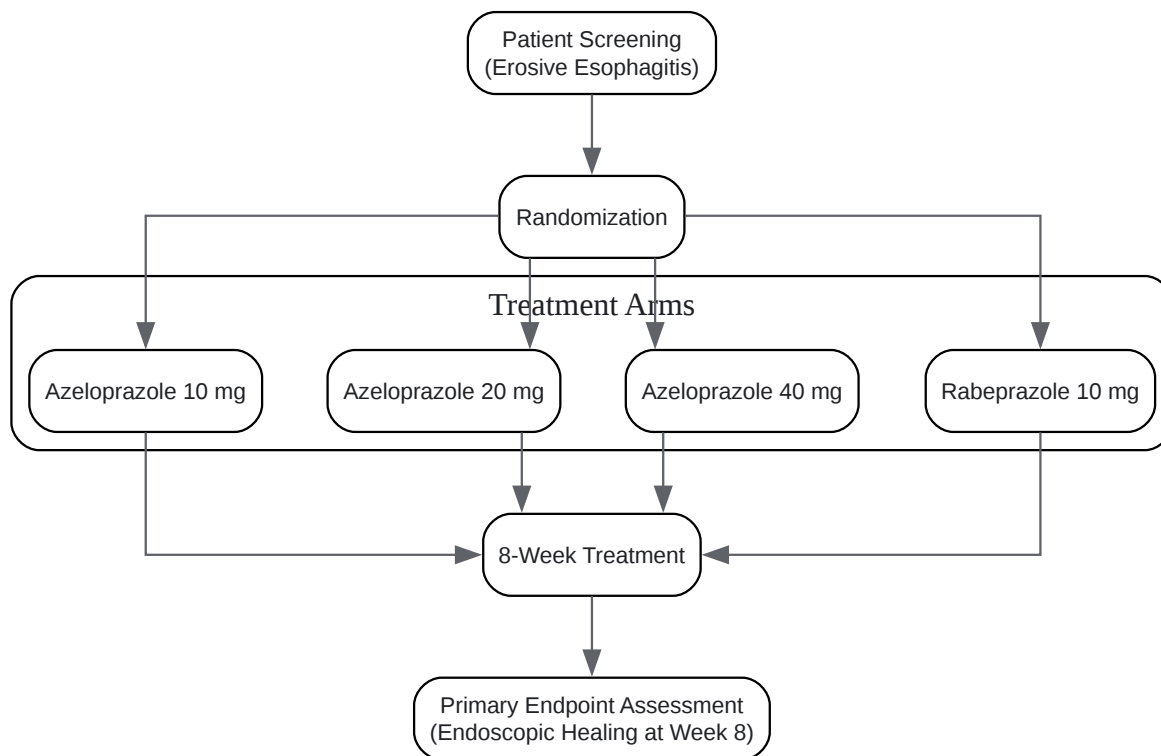 Patient Screening
(Erosive Esophagitis)
Randomization
Treatment Arms
Azeloprazole 10 mg
Azeloprazole 20 mg
Azeloprazole 40 mg
Rabeprazole 10 mg
8-Week Treatment
Primary Endpoint Assessment
(Endoscopic Healing at Week 8)